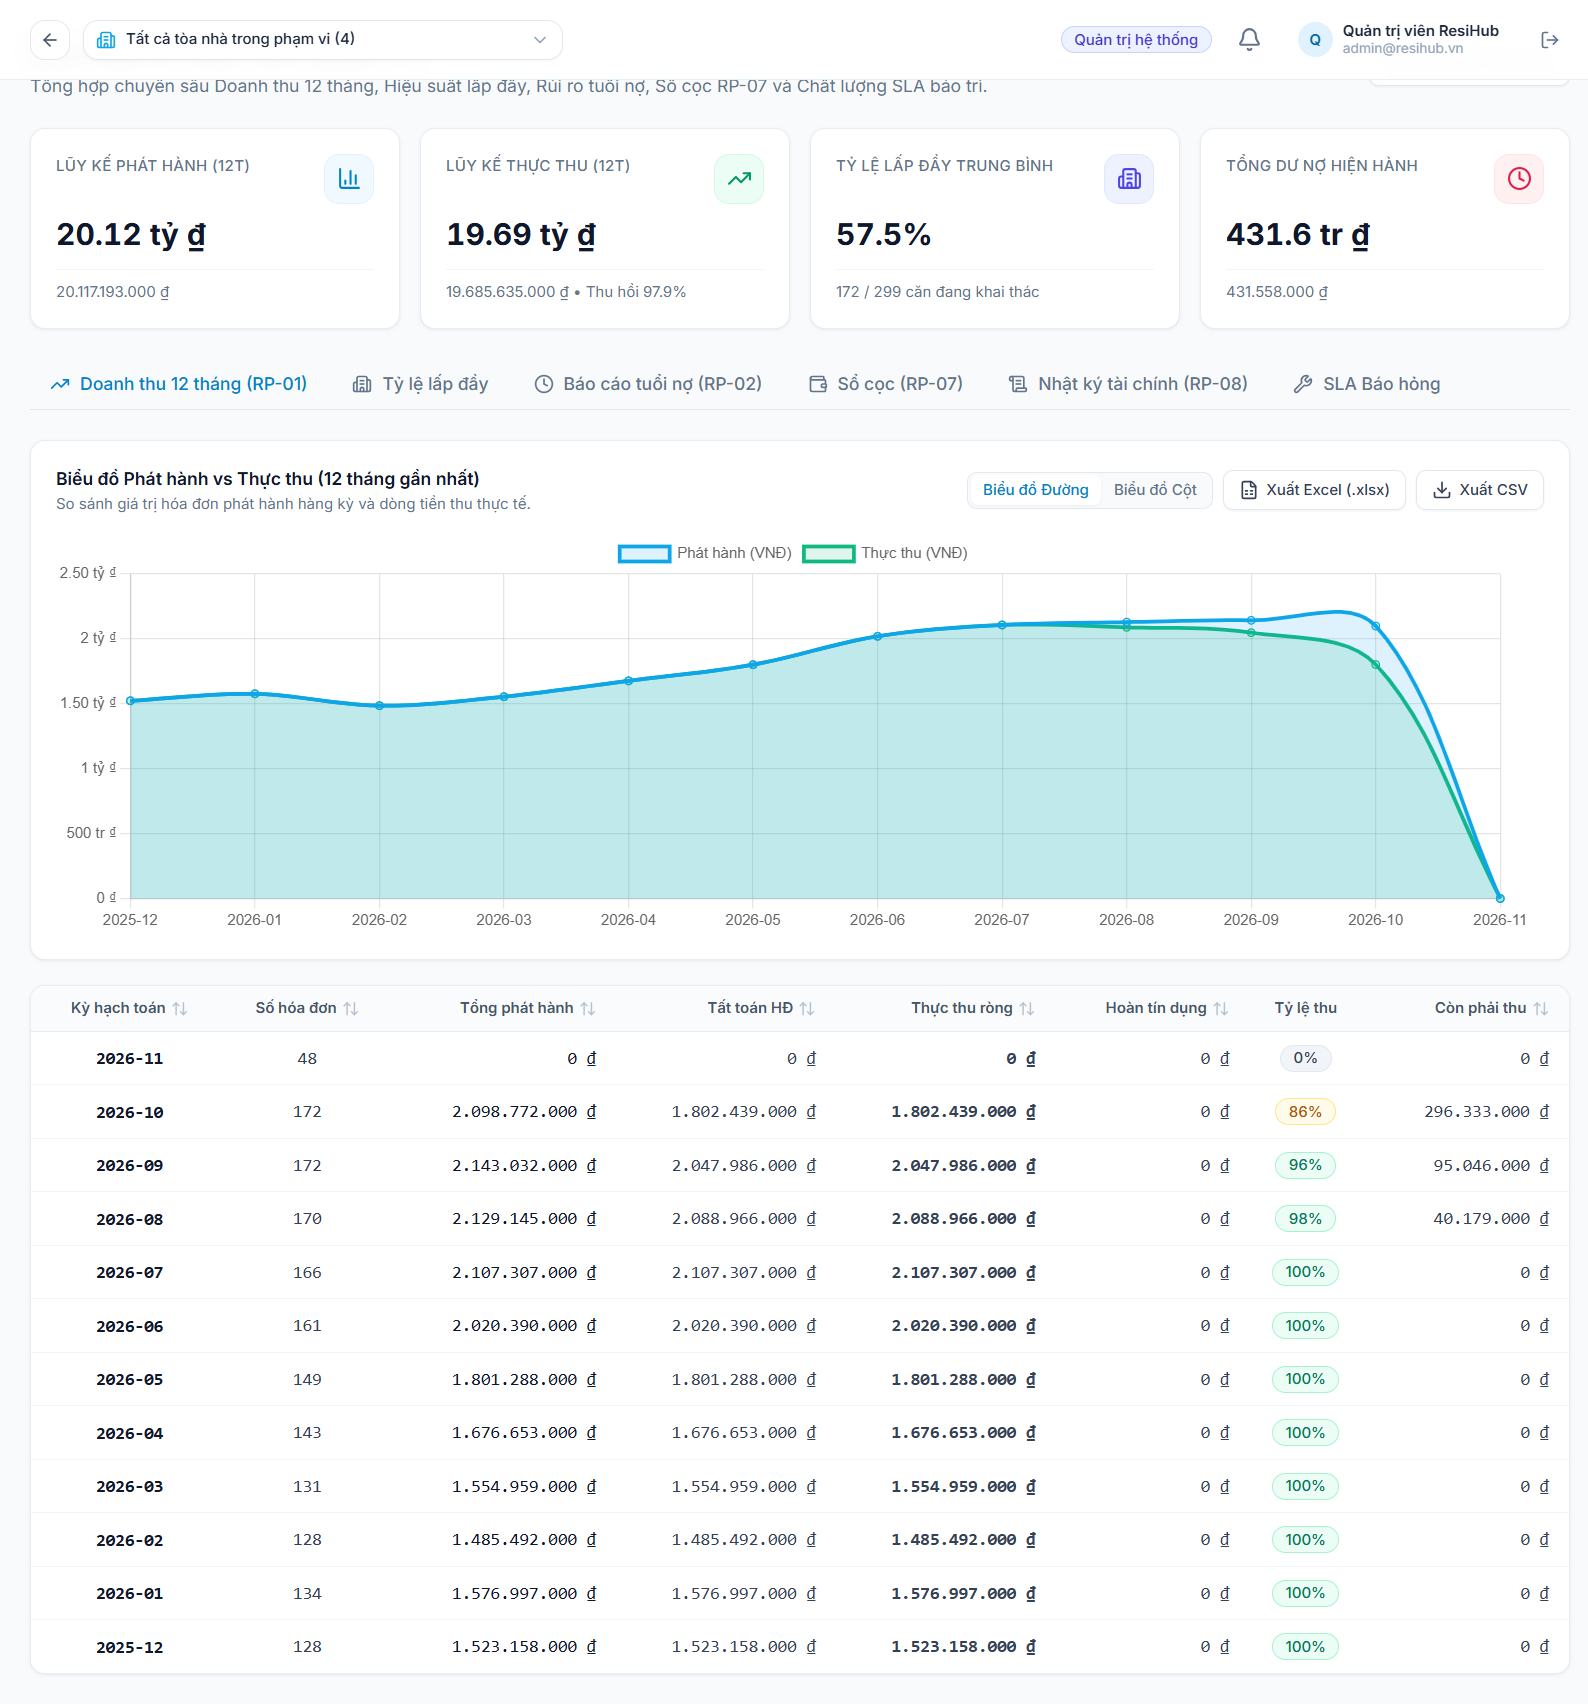 Tất cả tòa nhà trong phạm vi (4)
Quản trị hệ thống
Q
Quản trị viên ResiHub
admin@resihub.vn
Tổng hợp chuyên sâu Doanh thu 12 tháng, Hiệu suất lấp đầy, Rủi ro tuổi nợ, Sổ cọc RP-07 và Chất lượng SLA bảo trì.
LŨY KẾ PHÁT HÀNH (12T)
20.12 tỷ ₫
20.117.193.000 ₫
LŨY KẾ THỰC THU (12T)
19.69 tỷ ₫
19.685.635.000 ₫ • Thu hồi 97.9%
TỶ LỆ LẤP ĐẦY TRUNG BÌNH
57.5%
172 / 299 căn đang khai thác
TỔNG DƯ NỢ HIỆN HÀNH
431.6 tr ₫
431.558.000 ₫
Doanh thu 12 tháng (RP-01) Tỷ lệ lấp đầy Báo cáo tuổi nợ (RP-02) Sổ cọc (RP-07) Nhật ký tài chính (RP-08) SLA Báo hỏng
Biểu đồ Phát hành vs Thực thu (12 tháng gần nhất)
So sánh giá trị hóa đơn phát hành hàng kỳ và dòng tiền thu thực tế.
Biểu đồ Đường Biểu đồ Cột Xuất Excel (.xlsx) Xuất CSV
Phát hành (VNĐ) Thực thu (VNĐ)
2.50 tỷ ₫
2 tỷ ₫
1.50 tỷ ₫
1 tỷ ₫
500 tr ₫
0 ₫
2025-12 2026-01 2026-02 2026-03 2026-04 2026-05 2026-06 2026-07 2026-08 2026-09 2026-10 2026-11
Kỳ hạch toán Số hóa đơn Tổng phát hành Tất toán HĐ Thực thu ròng Hoàn tín dụng Tỷ lệ thu Còn phải thu
2026-11 48 0 ₫ 0 ₫ 0 ₫ 0 ₫ 0% 0 ₫
2026-10 172 2.098.772.000 ₫ 1.802.439.000 ₫ 1.802.439.000 ₫ 0 ₫ 86% 296.333.000 ₫
2026-09 172 2.143.032.000 ₫ 2.047.986.000 ₫ 2.047.986.000 ₫ 0 ₫ 96% 95.046.000 ₫
2026-08 170 2.129.145.000 ₫ 2.088.966.000 ₫ 2.088.966.000 ₫ 0 ₫ 98% 40.179.000 ₫
2026-07 166 2.107.307.000 ₫ 2.107.307.000 ₫ 2.107.307.000 ₫ 0 ₫ 100% 0 ₫
2026-06 161 2.020.390.000 ₫ 2.020.390.000 ₫ 2.020.390.000 ₫ 0 ₫ 100% 0 ₫
2026-05 149 1.801.288.000 ₫ 1.801.288.000 ₫ 1.801.288.000 ₫ 0 ₫ 100% 0 ₫
2026-04 143 1.676.653.000 ₫ 1.676.653.000 ₫ 1.676.653.000 ₫ 0 ₫ 100% 0 ₫
2026-03 131 1.554.959.000 ₫ 1.554.959.000 ₫ 1.554.959.000 ₫ 0 ₫ 100% 0 ₫
2026-02 128 1.485.492.000 ₫ 1.485.492.000 ₫ 1.485.492.000 ₫ 0 ₫ 100% 0 ₫
2026-01 134 1.576.997.000 ₫ 1.576.997.000 ₫ 1.576.997.000 ₫ 0 ₫ 100% 0 ₫
2025-12 128 1.523.158.000 ₫ 1.523.158.000 ₫ 1.523.158.000 ₫ 0 ₫ 100% 0 ₫